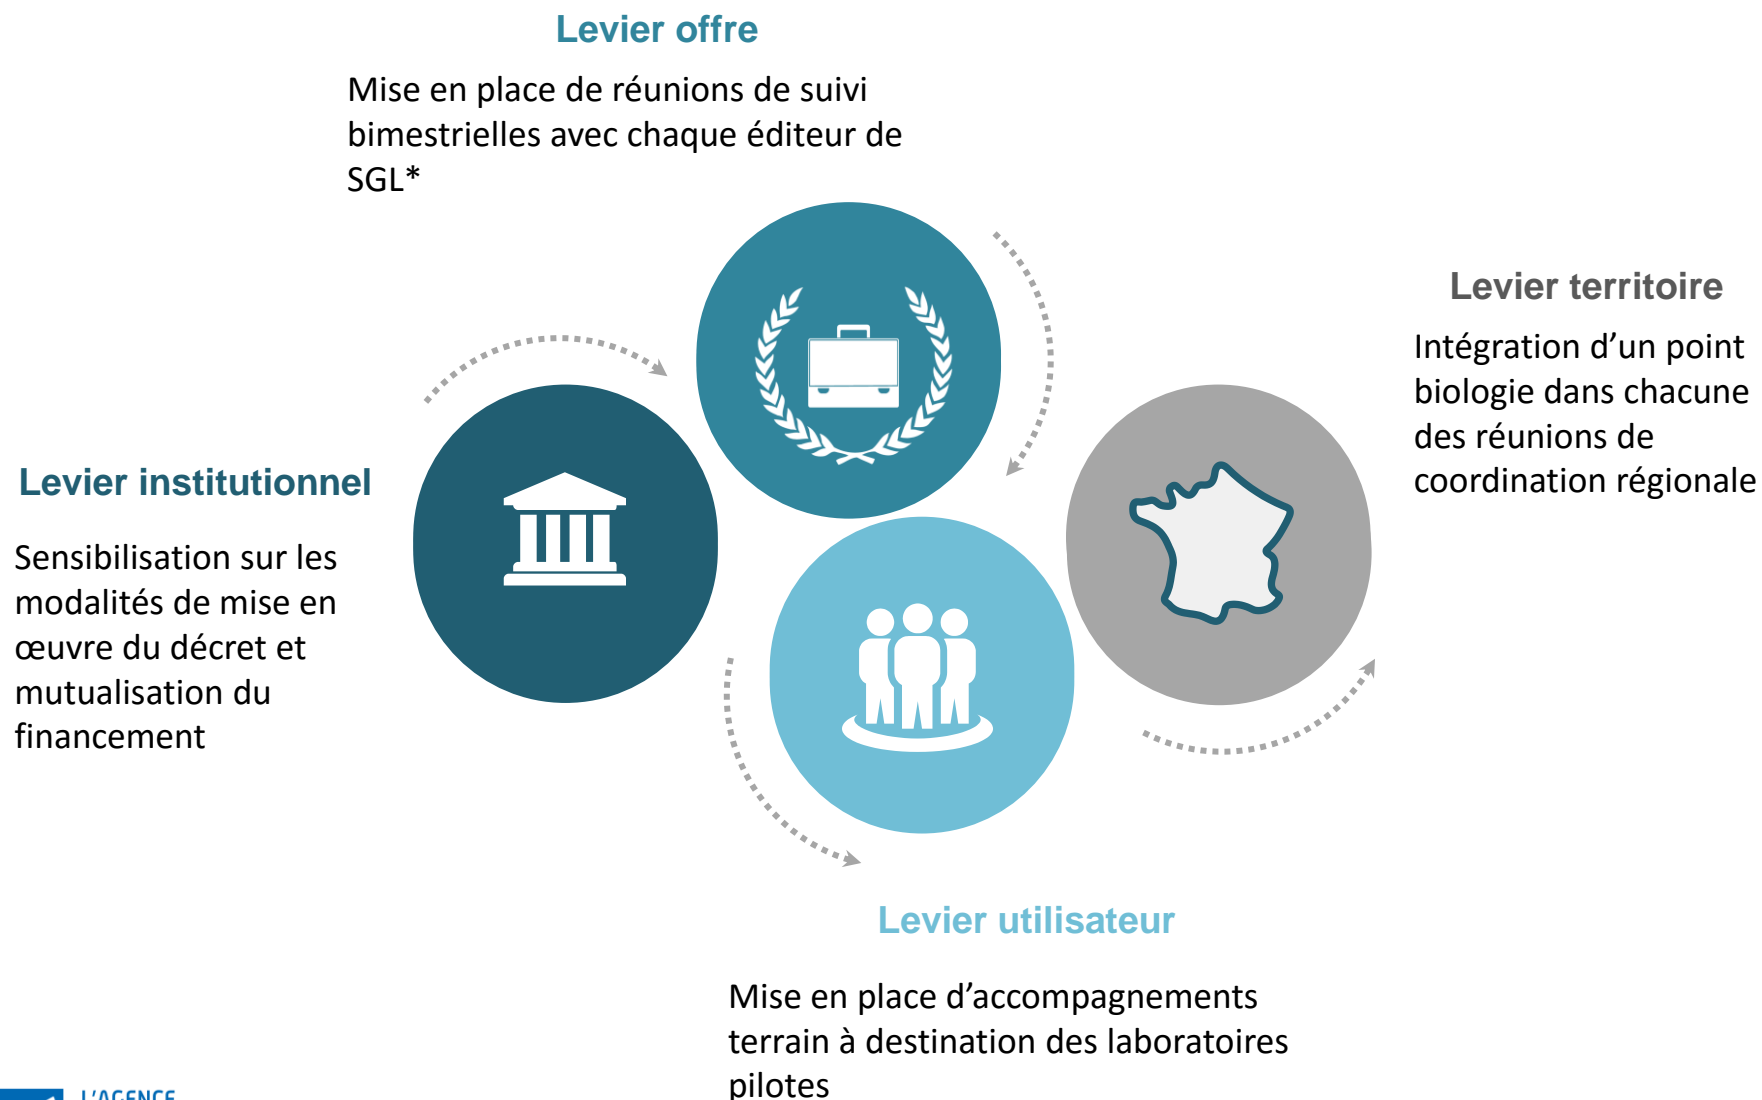 Levier offre
Mise en place de réunions de suivi
bimestrielles avec chaque éditeur de
SGL*
Levier territoire
Intégration d’un point
biologie dans chacune
des réunions de
coordination régionale
Levier institutionnel
Sensibilisation sur les
modalités de mise en
œuvre du décret et
mutualisation du
financement
Levier utilisateur
Mise en place d’accompagnements
terrain à destination des laboratoires
pilotes
L’AGENCE